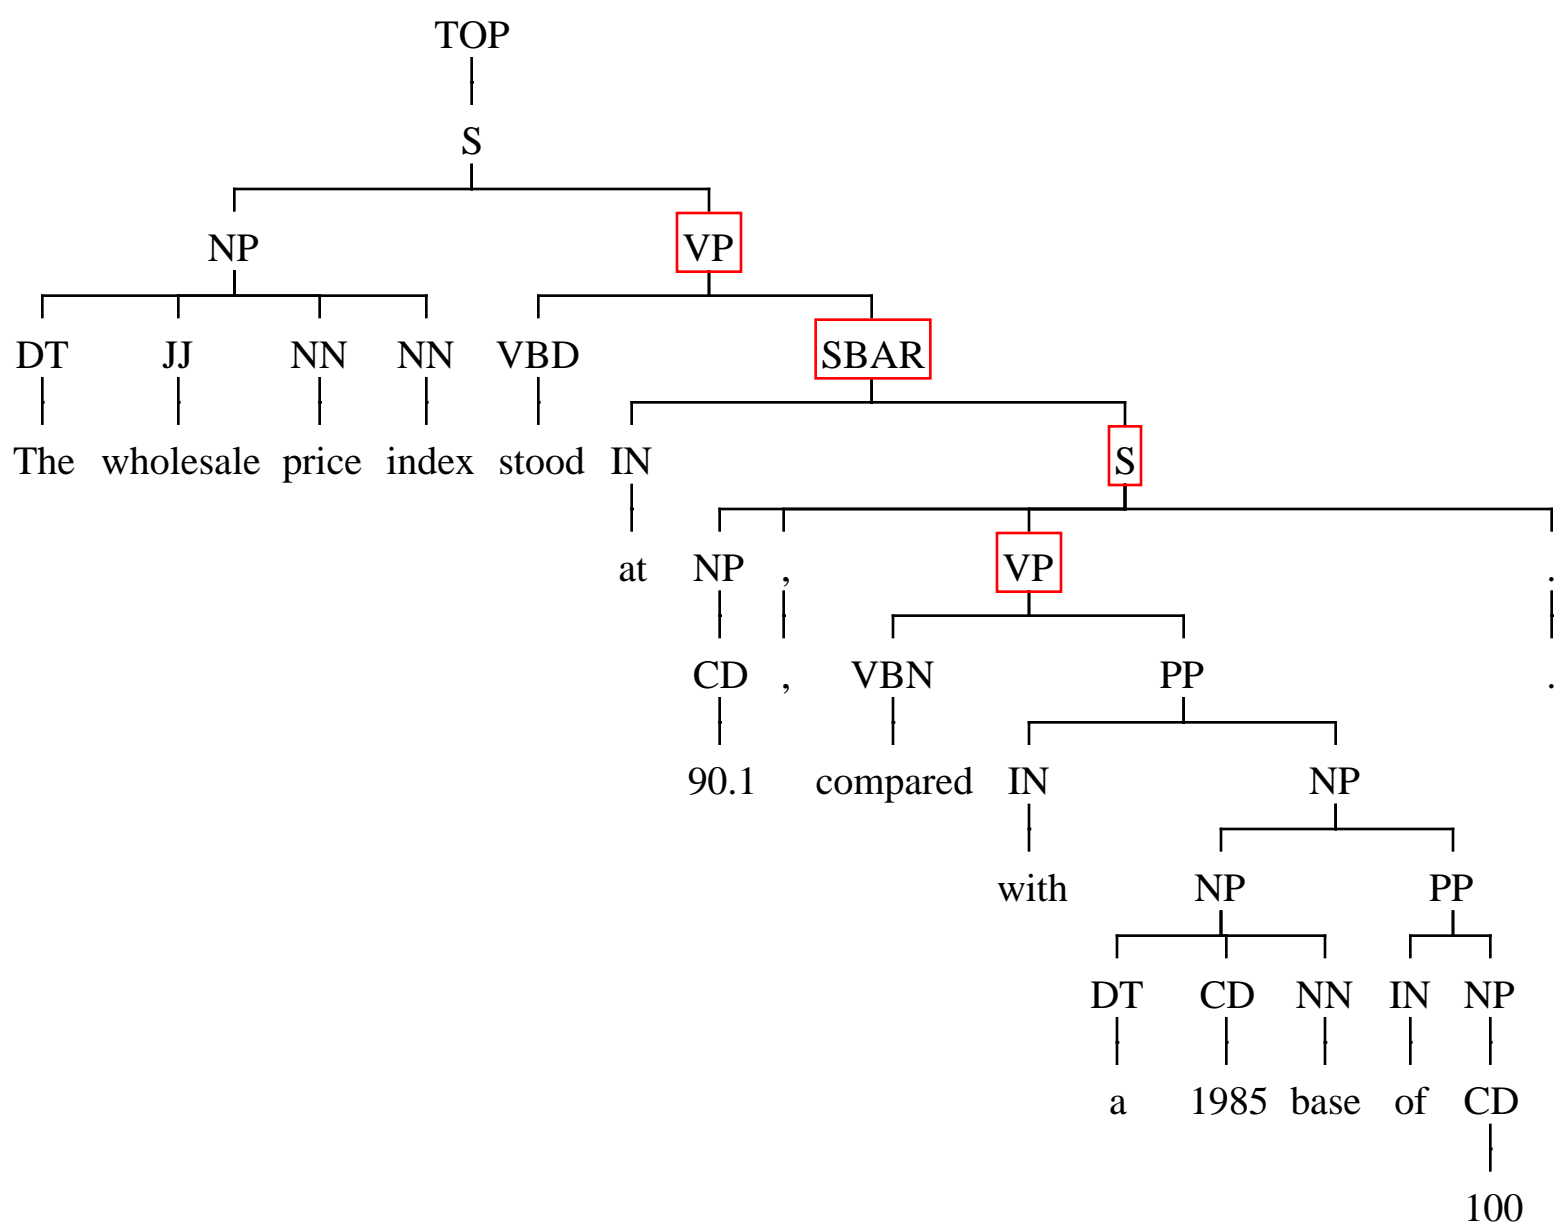 TOP
S
NP VP
DT JJ NN NN VBD SBAR
The wholesale price index stood IN S
at NP , VP .
CD , VBN PP .
90.1 compared IN NP
with NP PP
DT CD NN IN NP
a 1985 base of CD
100